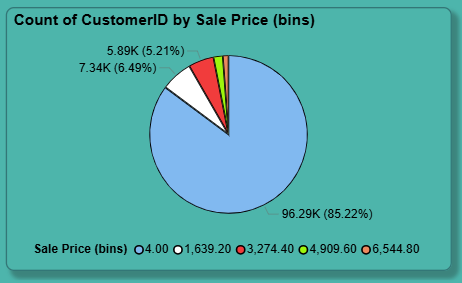 Count of CustomerID by Sale Price (bins)
5.89K (5.21%)
7.34K (6.49%)
96.29K (85.22%)
Sale Price (bins) 4.00 1,639.20 3,274.40 4,909.60 6,544.80